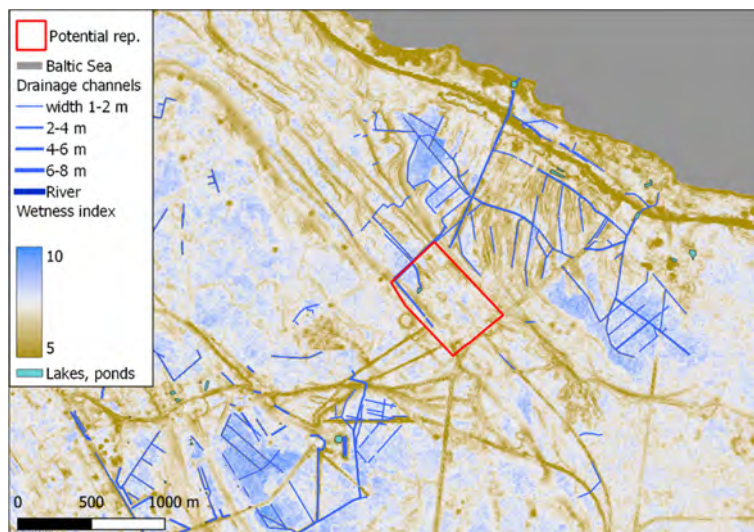 Potential rep.
Baltic Sea
Drainage channels
width 1-2 m
2-4 m
4-6 m
6-8 m
River
Wetness index
10
5
Lakes, ponds
0 500 1000 m